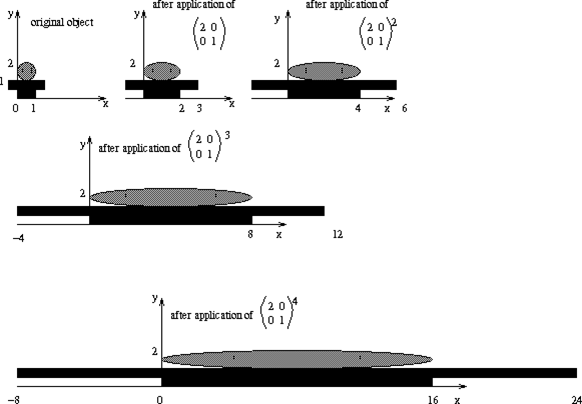 after application of
after application of
y
original object
y
(2 0
0 1)
y
(2 0
0 1)2
2
2
2
1
x
x
x
0 1
2 3
4
6
y
after application of (2 0
0 1)3
2
-4
8
x
12
y
after application of (2 0
0 1)4
2
-8
0
16
x
24